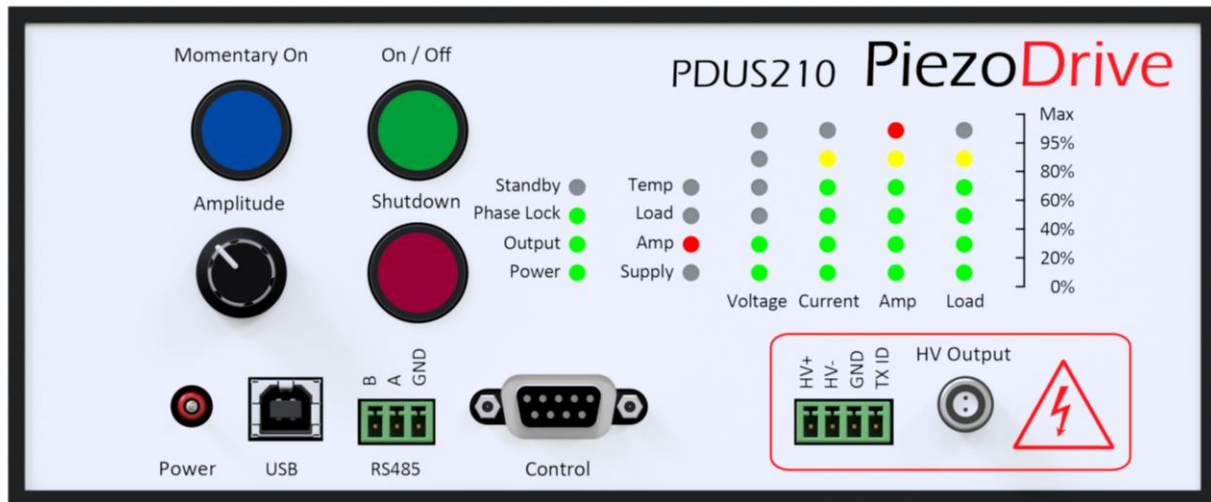 Momentary On
On / Off
PDUS210 PiezoDrive
Amplitude
Shutdown
Standby
Phase Lock
Output
Power
Temp
Load
Amp
Supply
Max
95%
80%
60%
40%
20%
0%
Voltage Current Amp Load
Power
USB
B A GND
RS485
Control
HV+ HV- GND TX ID
HV Output